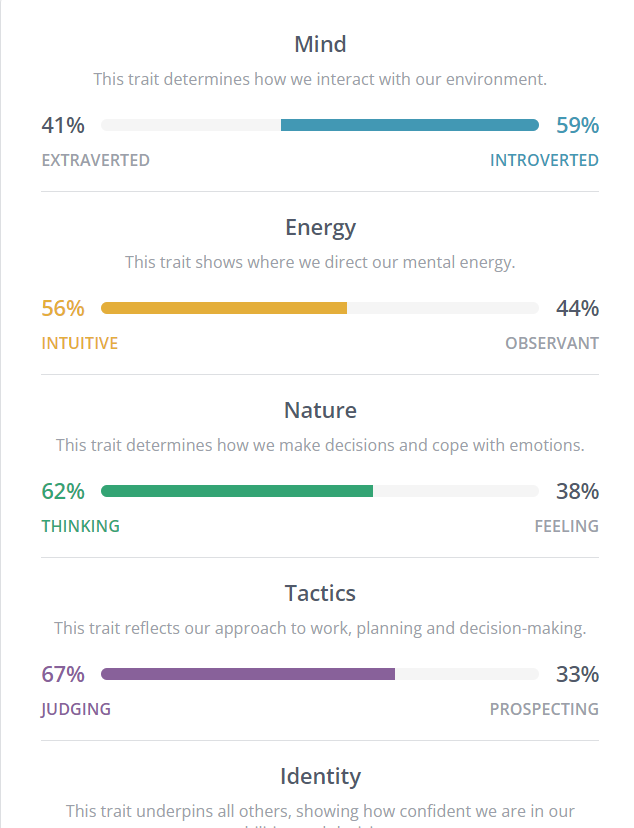 Mind
This trait determines how we interact with our environment.
41% 59%
EXTRAVERTED INTROVERTED
Energy
This trait shows where we direct our mental energy.
56% 44%
INTUITIVE OBSERVANT
Nature
This trait determines how we make decisions and cope with emotions.
62% 38%
THINKING FEELING
Tactics
This trait reflects our approach to work, planning and decision-making.
67% 33%
JUDGING PROSPECTING
Identity
This trait underpins all others, showing how confident we are in our